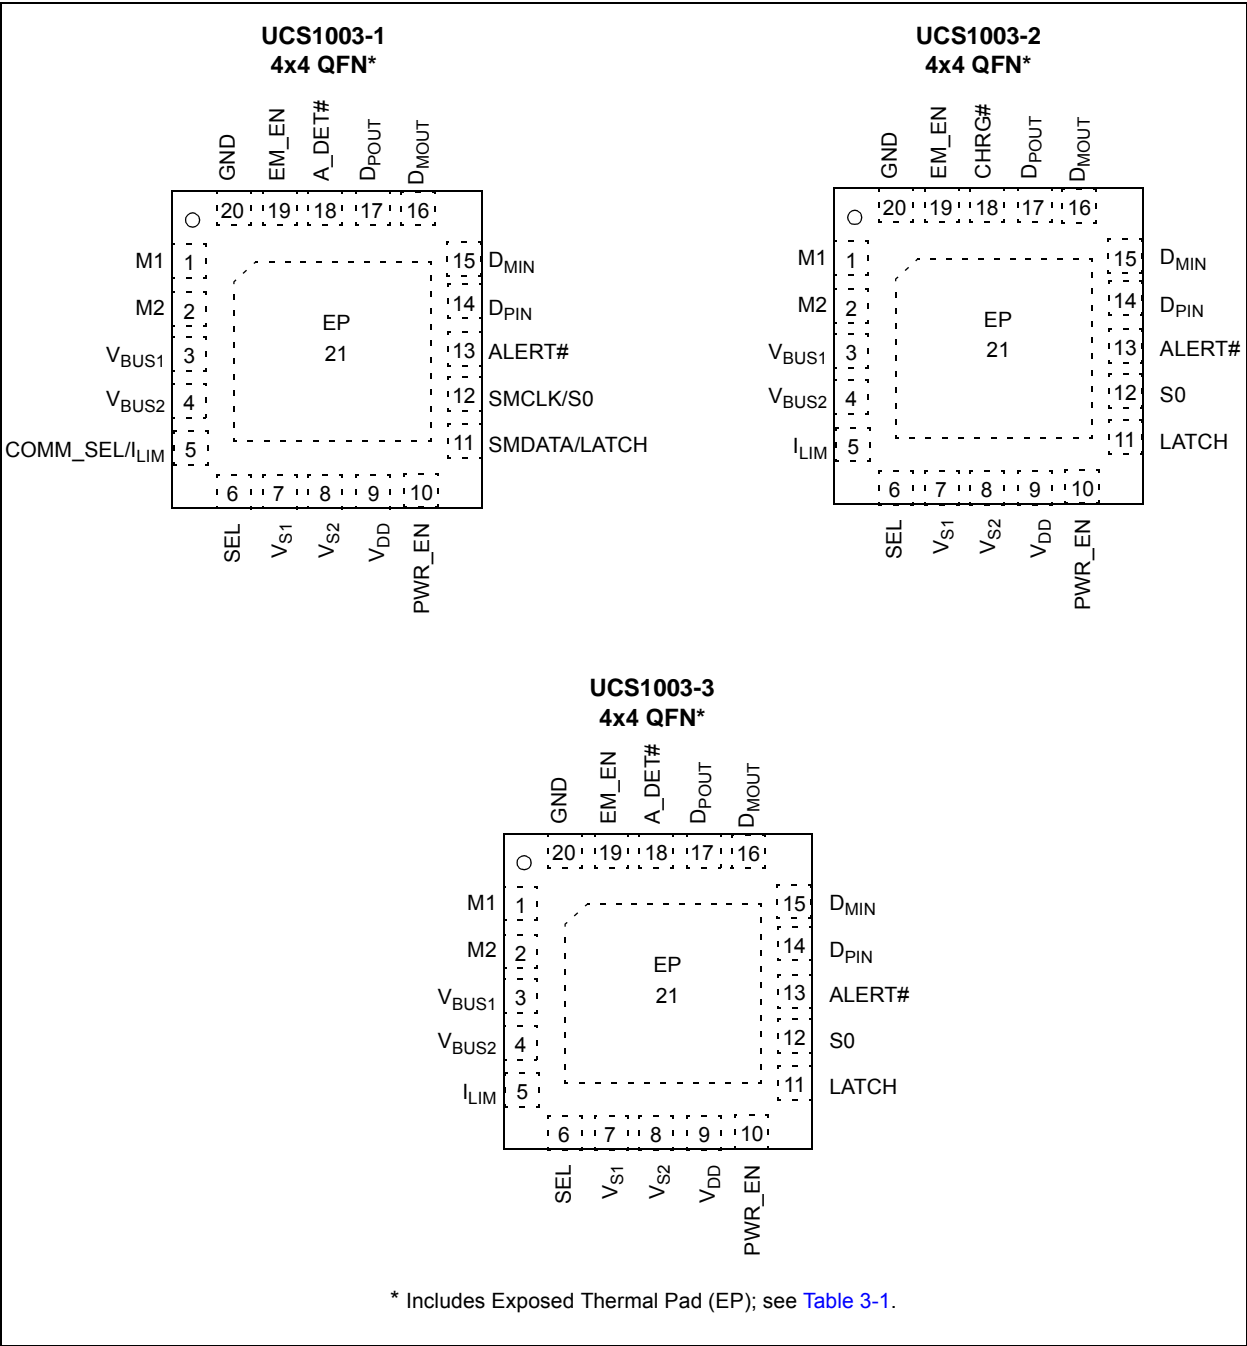 UCS1003-1
4x4 QFN*
GND
EM_EN
A_DET#
DPOUT
DMOUT
20 19 18 17 16
M1 1
M2 2
VBUS1 3
VBUS2 4
COMM_SEL/ILIM 5
EP
21
15 DMIN
14 DPIN
13 ALERT#
12 SMCLK/S0
11 SMDATA/LATCH
6 7 8 9 10
SEL
VS1
VS2
VDD
PWR_EN
UCS1003-2
4x4 QFN*
GND
EM_EN
CHRG#
DPOUT
DMOUT
20 19 18 17 16
M1 1
M2 2
VBUS1 3
VBUS2 4
ILIM 5
EP
21
15 DMIN
14 DPIN
13 ALERT#
12 S0
11 LATCH
6 7 8 9 10
SEL
VS1
VS2
VDD
PWR_EN
UCS1003-3
4x4 QFN*
GND
EM_EN
A_DET#
DPOUT
DMOUT
20 19 18 17 16
M1 1
M2 2
VBUS1 3
VBUS2 4
ILIM 5
EP
21
15 DMIN
14 DPIN
13 ALERT#
12 S0
11 LATCH
6 7 8 9 10
SEL
VS1
VS2
VDD
PWR_EN
* Includes Exposed Thermal Pad (EP); see Table 3-1.